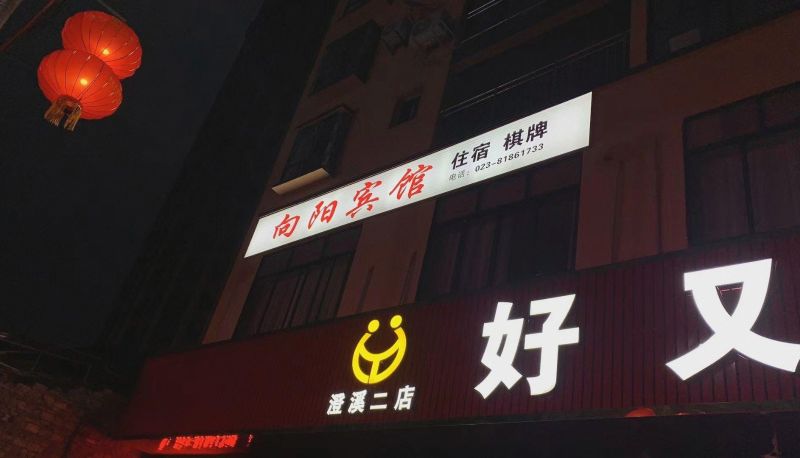 向阳宾馆
住宿 棋牌
电话：023-81861733
好又
澄溪二店